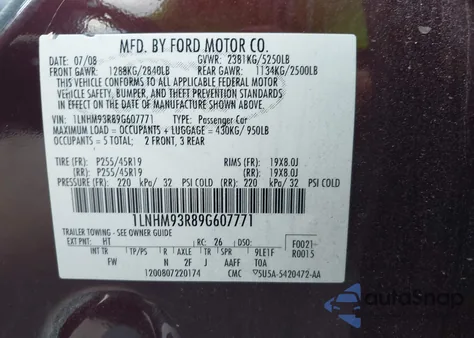 MFD. BY FORD MOTOR CO.
DATE: 07/08 GVWR: 2381KG/5250LB
FRONT GAWR: 1288KG/2840LB REAR GAWR: 1134KG/2500LB
THIS VEHICLE CONFORMS TO ALL APPLICABLE FEDERAL MOTOR
VEHICLE SAFETY, BUMPER, AND THEFT PREVENTION STANDARDS IN
EFFECT ON THE DATE OF MANUFACTURE SHOWN ABOVE.
VIN: 1LNHM93R89G607771 TYPE: Passenger Car
MAXIMUM LOAD = OCCUPANTS + LUGGAGE = 430KG/950LB
OCCUPANTS = 5 TOTAL: 2 FRONT, 3 REAR
TIRE (FR): P255/45R19 RIMS (FR): 19X8.0J
TIRE (RR): P255/45R19 (RR): 19X8.0J
PRESSURE (FR): 220 kPa/ 32 PSI COLD (RR): 220 kPa/ 32 PSI COLD
1LNHM93R89G607771
TRAILER TOWING - SEE OWNER GUIDE
EXT PNT: HT RC: 26 DSO: F0021
INT TR TP/PS R AXLE TR SPR 9LE1F R0015
FW N 2F J AAFF T0A
1200807220174 CMC 5U5A-5420472-AA
AutoSnap